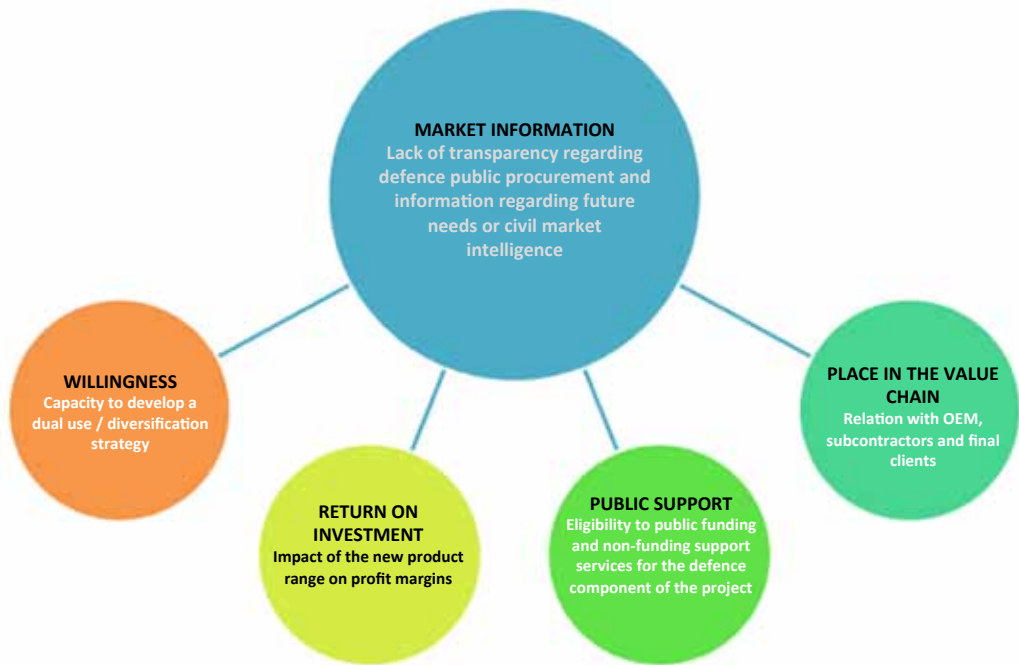 MARKET INFORMATION
Lack of transparency regarding
defence public procurement and
information regarding future
needs or civil market
intelligence
WILLINGNESS
Capacity to develop a
dual use / diversification
strategy
RETURN ON
INVESTMENT
Impact of the new product
range on profit margins
PUBLIC SUPPORT
Eligibility to public funding
and non-funding support
services for the defence
component of the project
PLACE IN THE VALUE
CHAIN
Relation with OEM,
subcontractors and final
clients